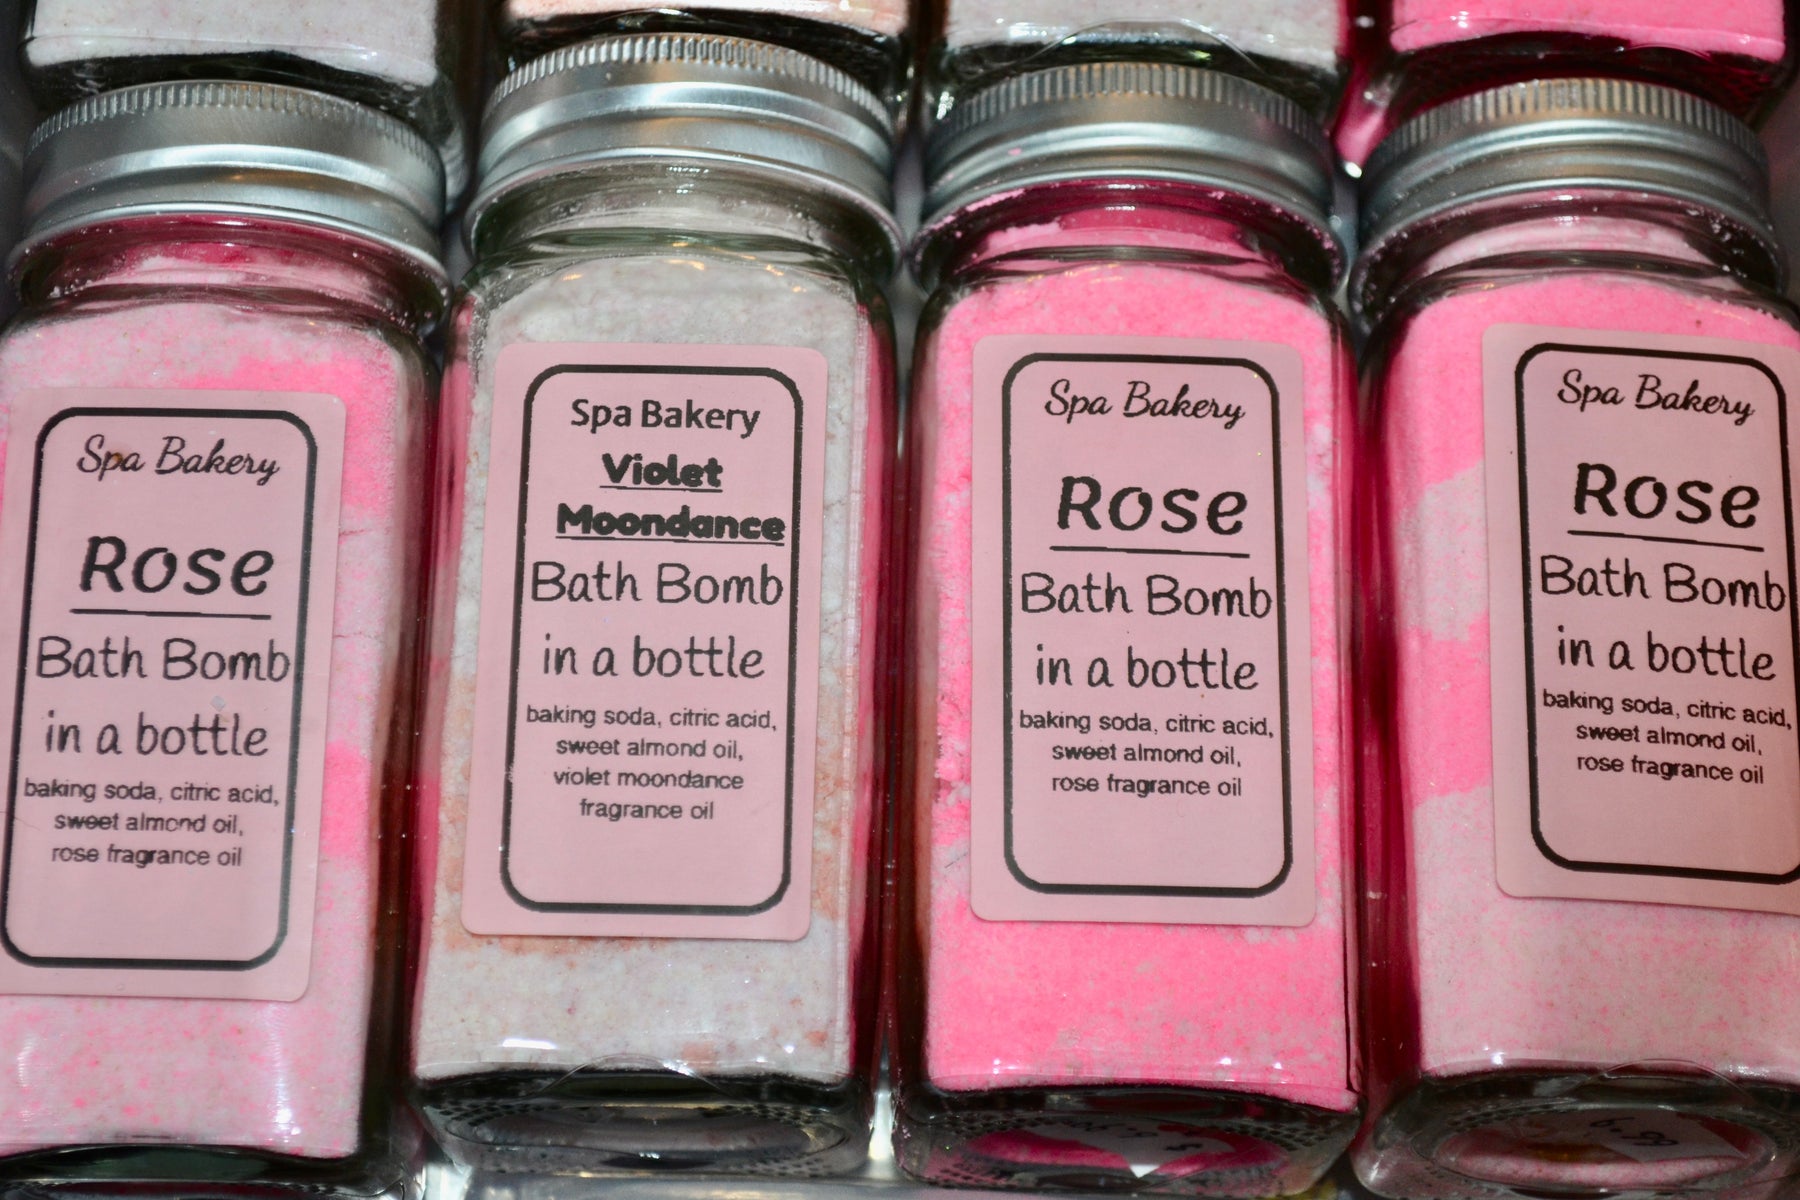 Spa Bakery
Rose
Bath Bomb
in a bottle
baking soda, citric acid,
sweet almond oil,
rose fragrance oil
Spa Bakery
Violet
Moondance
Bath Bomb
in a bottle
baking soda, citric acid,
sweet almond oil,
violet moondance
fragrance oil
Spa Bakery
Rose
Bath Bomb
in a bottle
baking soda, citric acid,
sweet almond oil,
rose fragrance oil
Spa Bakery
Rose
Bath Bomb
in a bottle
baking soda, citric acid,
sweet almond oil,
rose fragrance oil